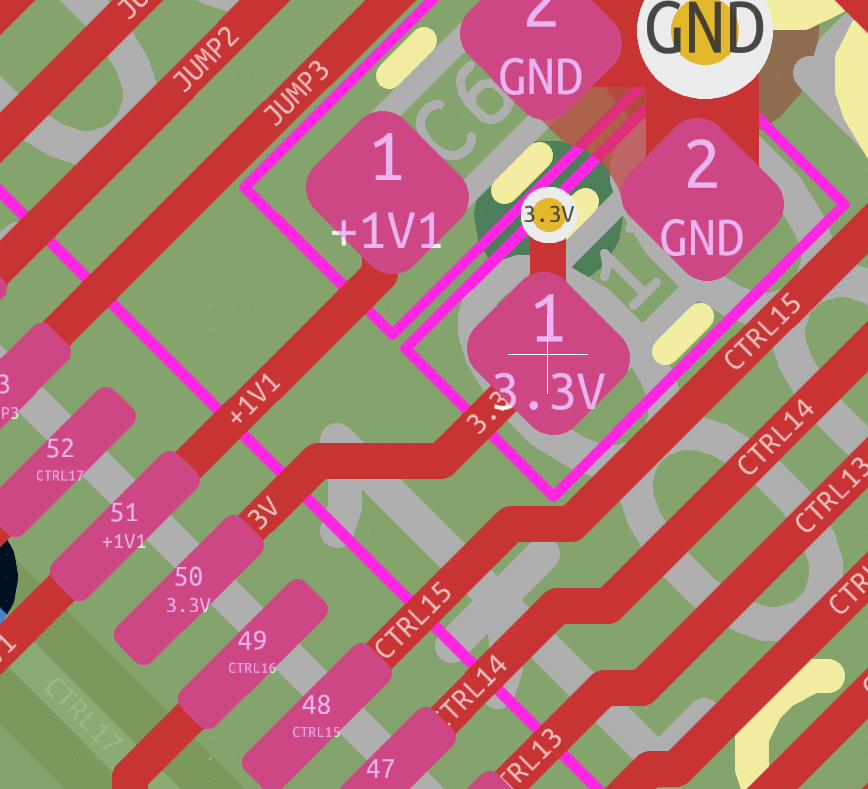 JUMP2
JUMP3
2
GND
GND
C6
1
+1V1
3.3V
2
GND
1
3.3V
+1V1
3.3
3V
CTRL15
CTRL14
CTRL13
52
CTRL17
51
+1V1
50
3.3V
49
CTRL16
48
CTRL15
47
CTRL15
CTRL14
CTRL17